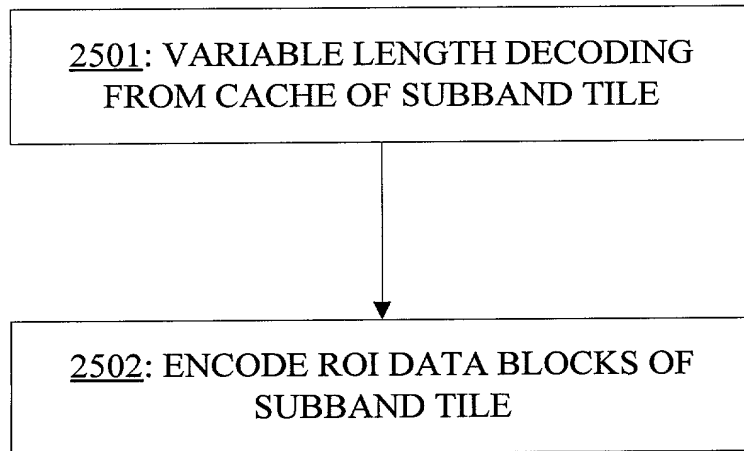 2501: VARIABLE LENGTH DECODING
FROM CACHE OF SUBBAND TILE
2502: ENCODE ROI DATA BLOCKS OF
SUBBAND TILE